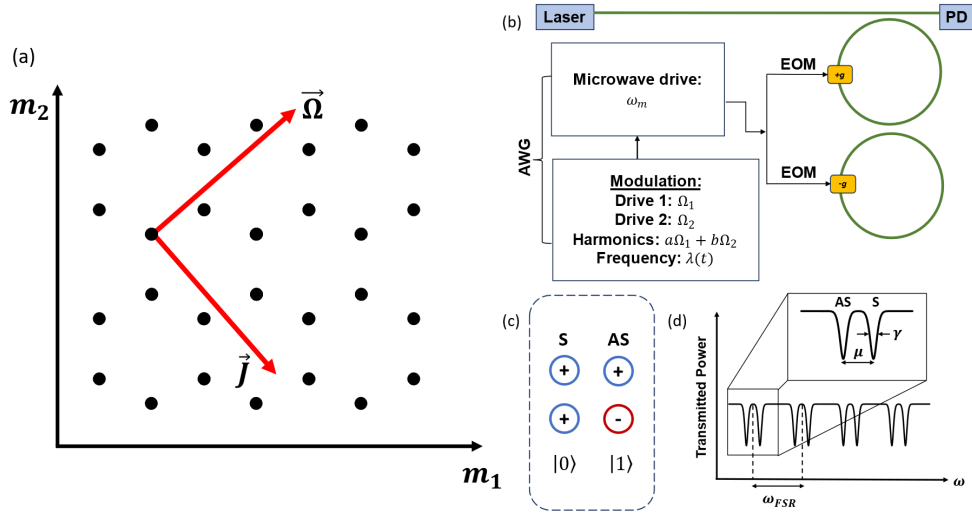 (a)
m₂
Ω⃗
J⃗
m₁
(b)
Laser
PD
AWG
Microwave drive:
ωₘ
Modulation:
Drive 1: Ω₁
Drive 2: Ω₂
Harmonics: aΩ₁ + bΩ₂
Frequency: λ(t)
EOM
+g
EOM
-g
(c)
S AS
+ +
+ -
|0⟩ |1⟩
(d)
Transmitted Power
AS S
γ
μ
ω_FSR
ω